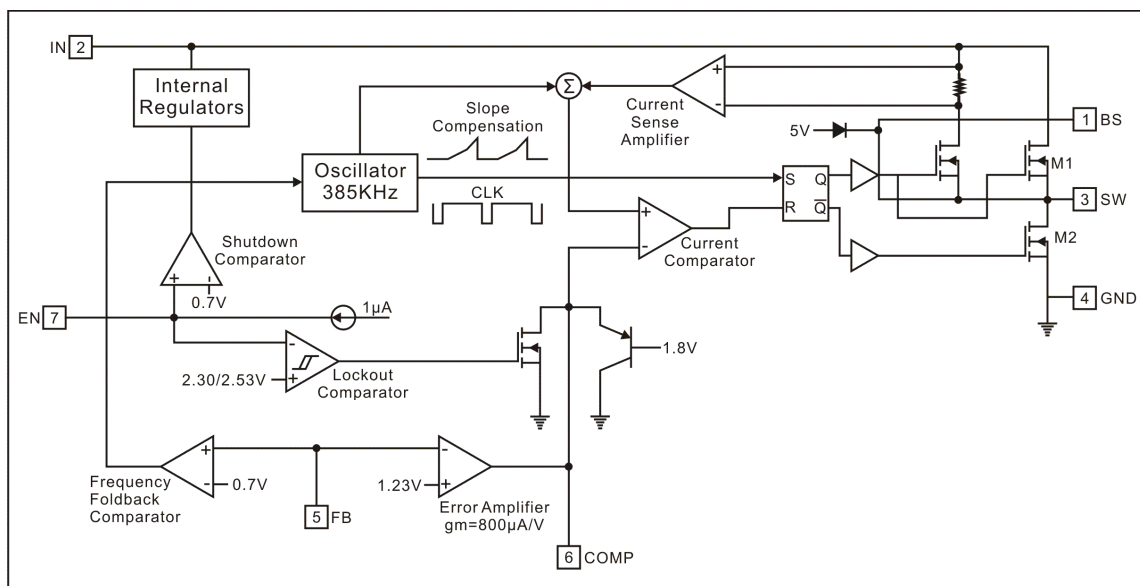 IN 2
Internal
Regulators
Σ
+
-
Current
Sense
Amplifier
Slope
Compensation
5V
1 BS
Oscillator
385KHz
CLK
S Q
R Q̅
M1
3 SW
+
-
Current
Comparator
M2
Shutdown
Comparator
+ -
0.7V
4 GND
EN 7
1µA
-
+
2.30/2.53V
Lockout
Comparator
1.8V
+
-
0.7V
Frequency
Foldback
Comparator
-
+
1.23V
Error Amplifier
gm=800µA/V
5 FB
6 COMP